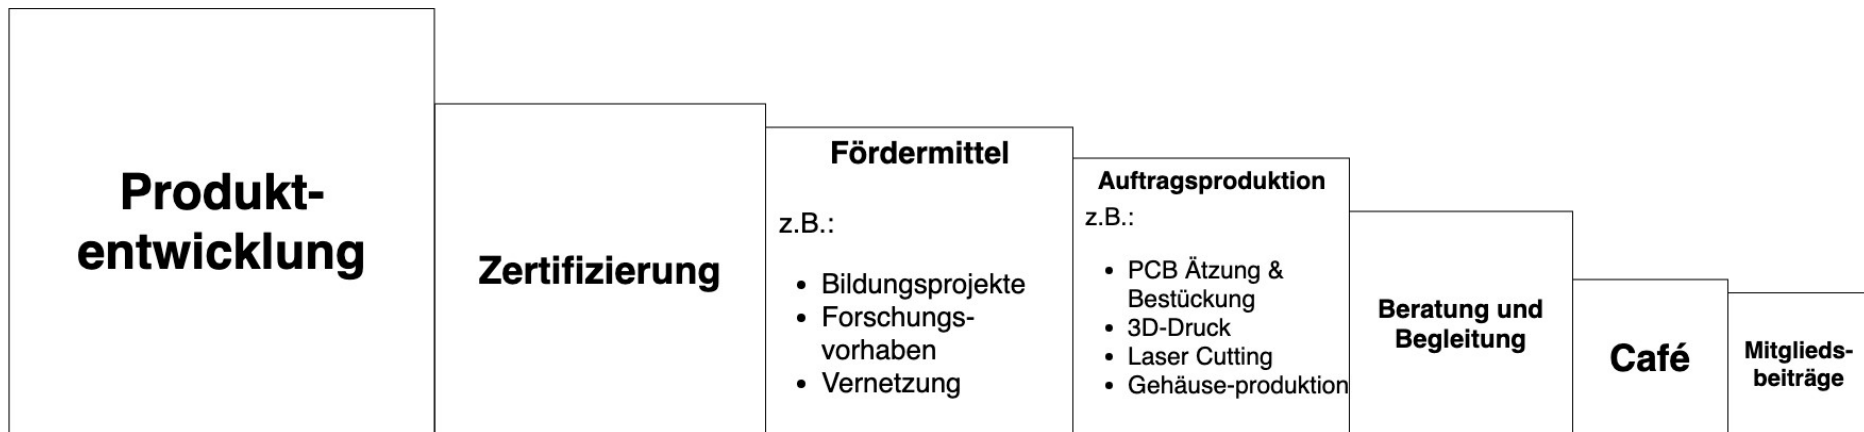 Produkt-
entwicklung
Zertifizierung
Fördermittel
z.B.:
• Bildungsprojekte
• Forschungs-
vorhaben
• Vernetzung
Auftragsproduktion
z.B.:
• PCB Ätzung &
Bestückung
• 3D-Druck
• Laser Cutting
• Gehäuse-produktion
Beratung und
Begleitung
Café
Mitglieds-
beiträge